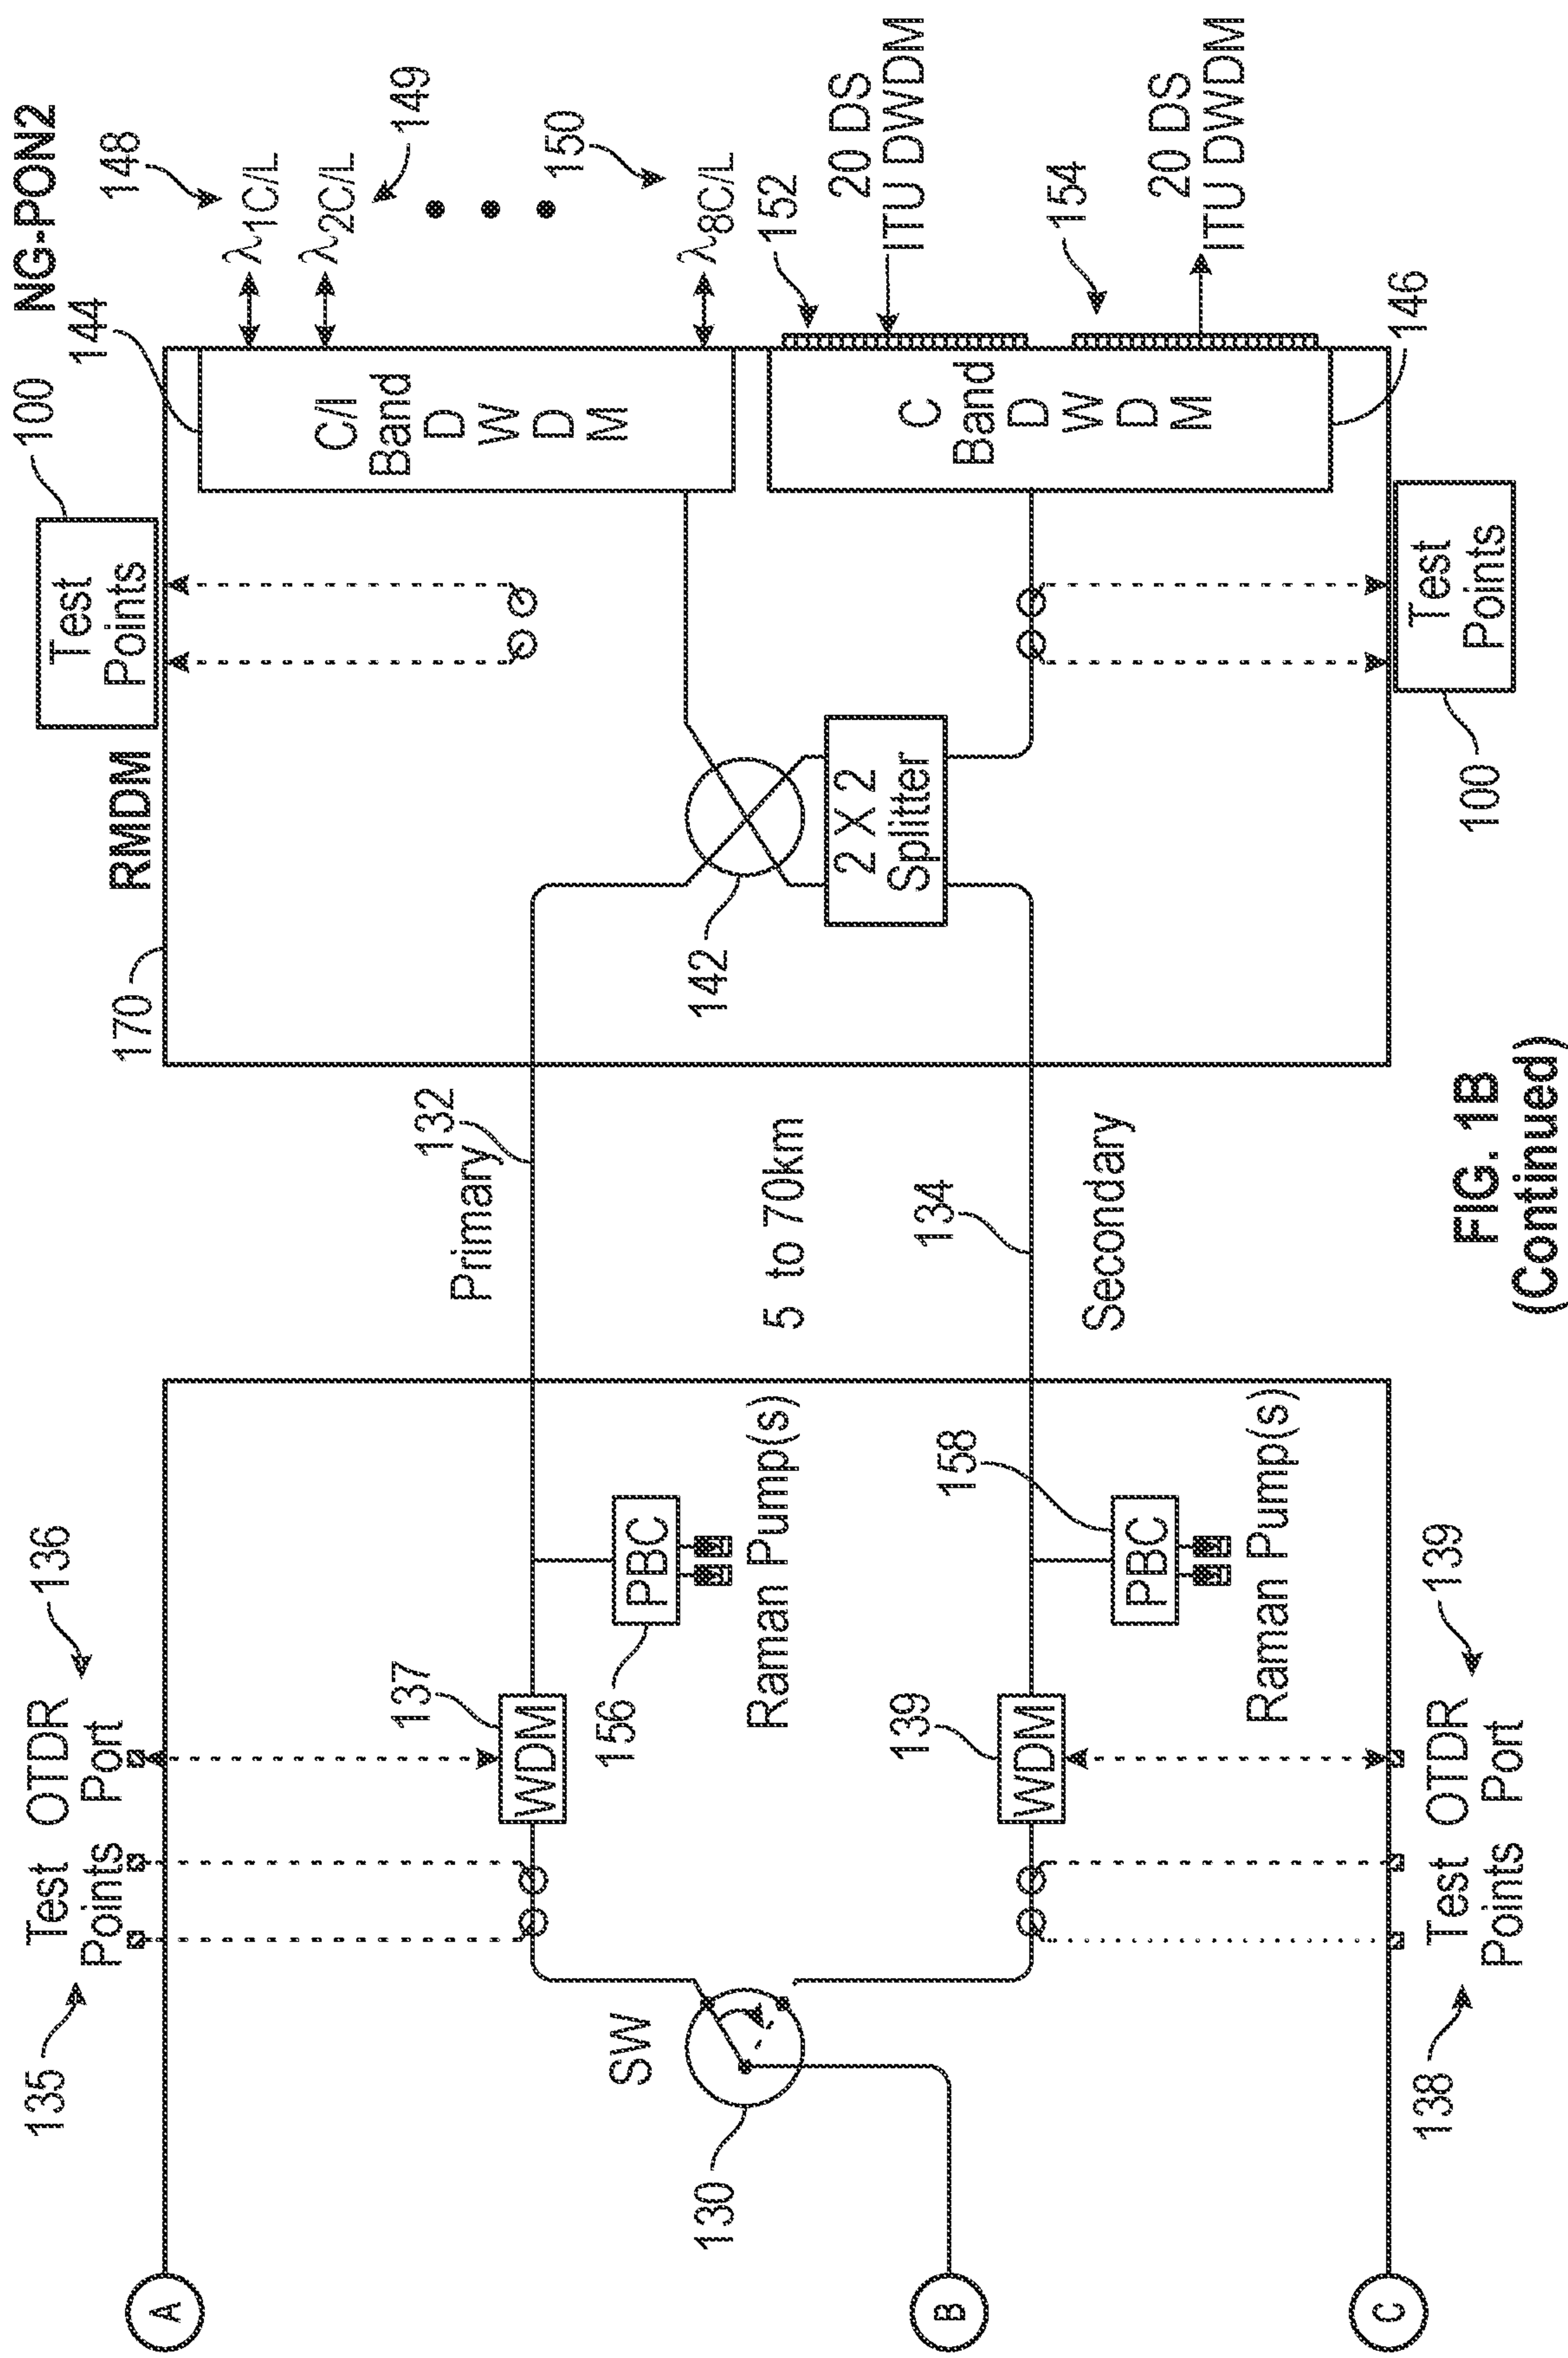 135
136
Test
Points
OTDR
Port
137
WDM
SW
130
PBC
156
Raman Pump(s)
139
WDM
PBC
158
Raman Pump(s)
138
Test
Points
OTDR
Port
139
A
B
C
Primary
132
5 to 70km
134
Secondary
170
RMDM
Test
Points
100
144
NG-PON2
148
C/I
Band
D
W
D
M
λ1C/L
λ2C/L
149
150
λ8C/L
142
2 X 2
Splitter
C
Band
D
W
D
M
152
20 DS
ITU DWDM
154
20 DS
ITU DWDM
146
Test
Points
100
FIG. 1B
(Continued)